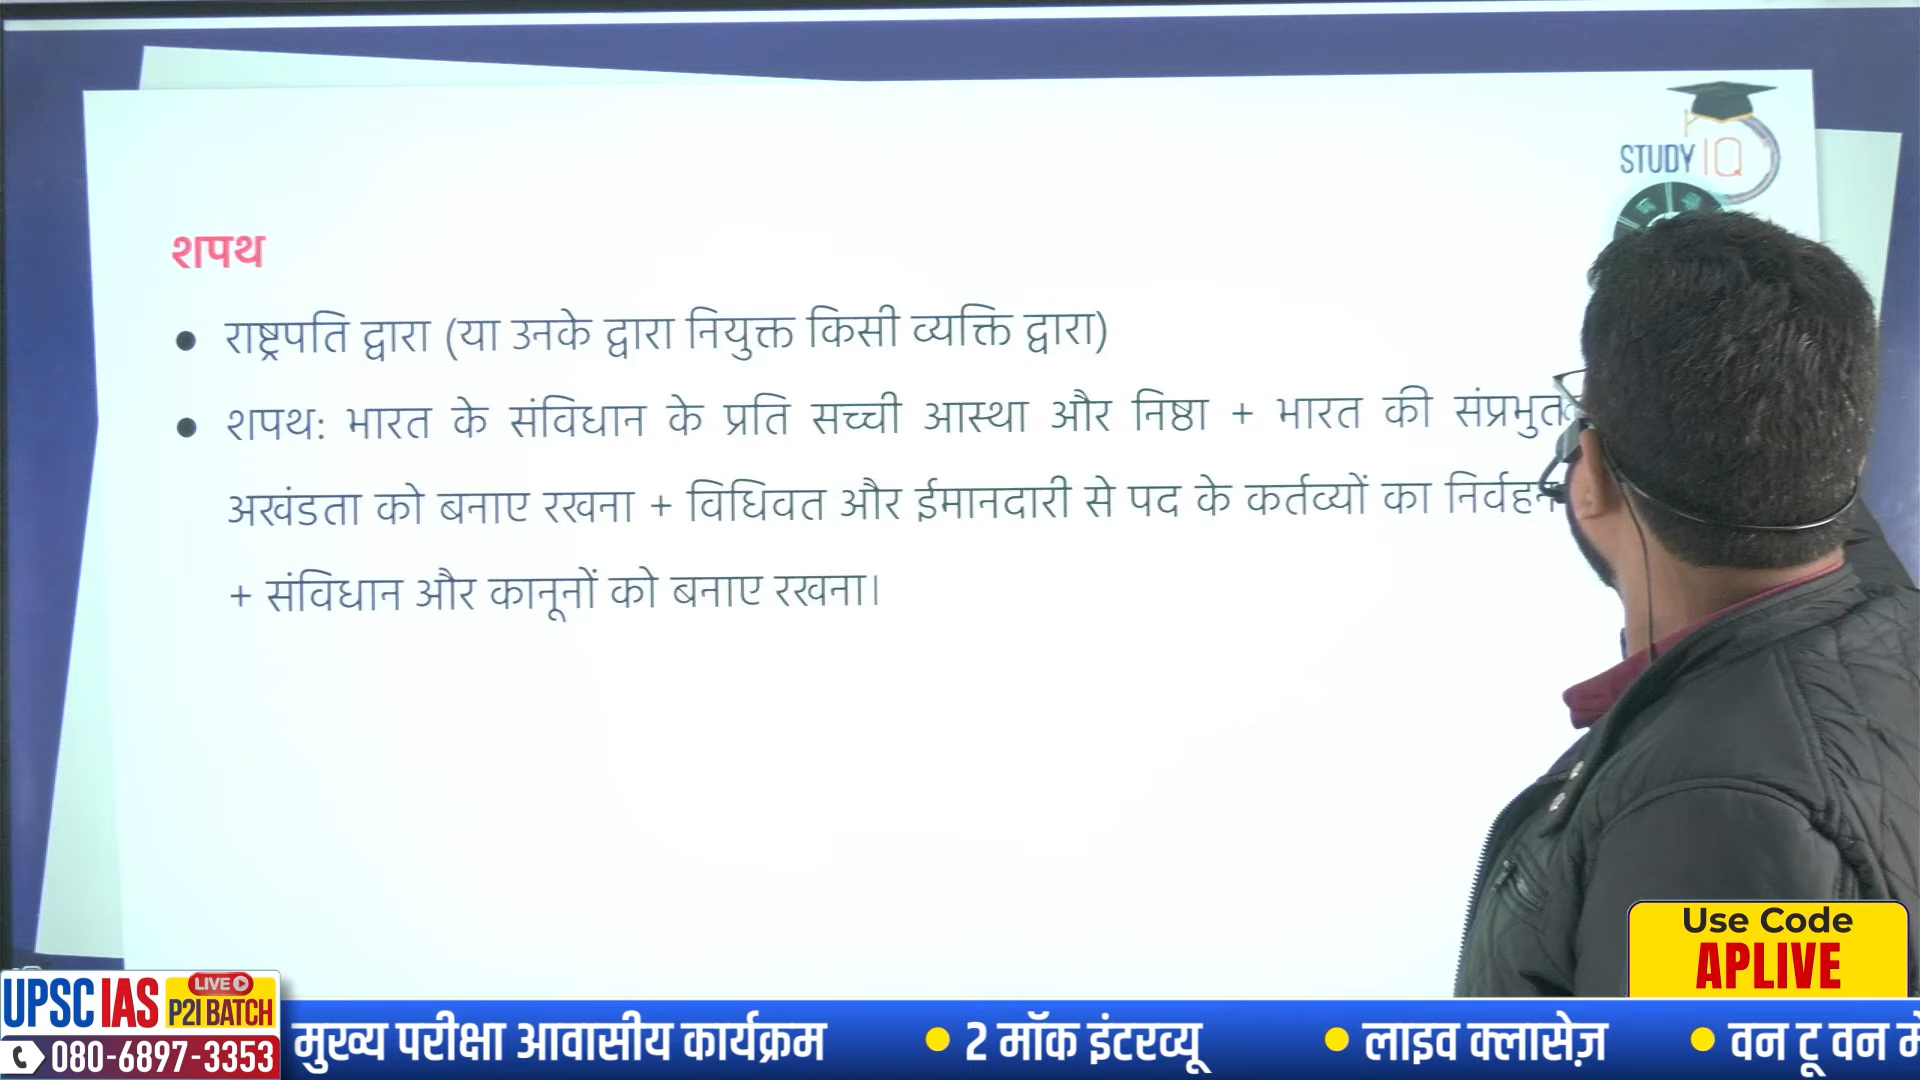 STUDY IQ
शपथ
• राष्ट्रपति द्वारा (या उनके द्वारा नियुक्त किसी व्यक्ति द्वारा)
• शपथ: भारत के संविधान के प्रति सच्ची आस्था और निष्ठा + भारत की
अखंडता को बनाए रखना + विधिवत और ईमानदारी से पद के कर्तव्यों का
+ संविधान और कानूनों को बनाए रखना।
Use Code
APLIVE
UPSC IAS LIVE P2I BATCH
080-6897-3353
मुख्य परीक्षा आवासीय कार्यक्रम • 2 मॉक इंटरव्यू • लाइव क्लासेज़ • वन टू वन